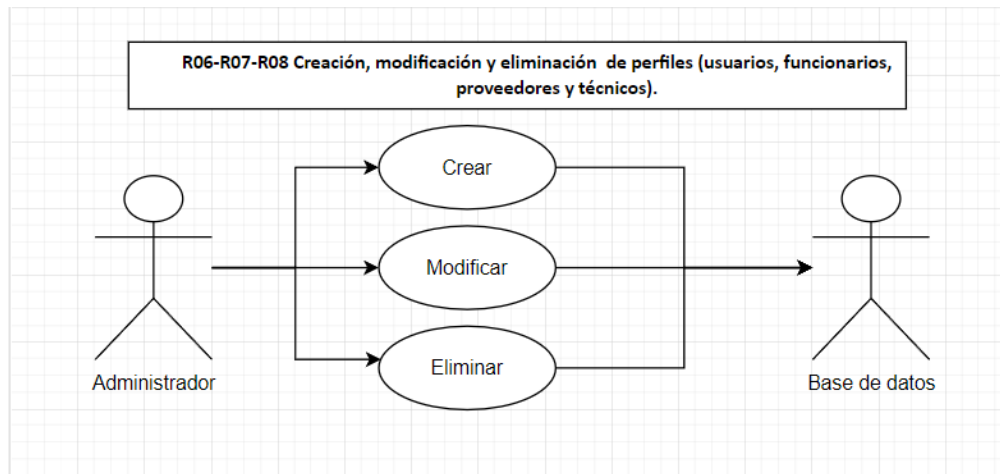 R06-R07-R08 Creación, modificación y eliminación de perfiles (usuarios, funcionarios,
proveedores y técnicos).
Crear
Modificar
Eliminar
Administrador
Base de datos